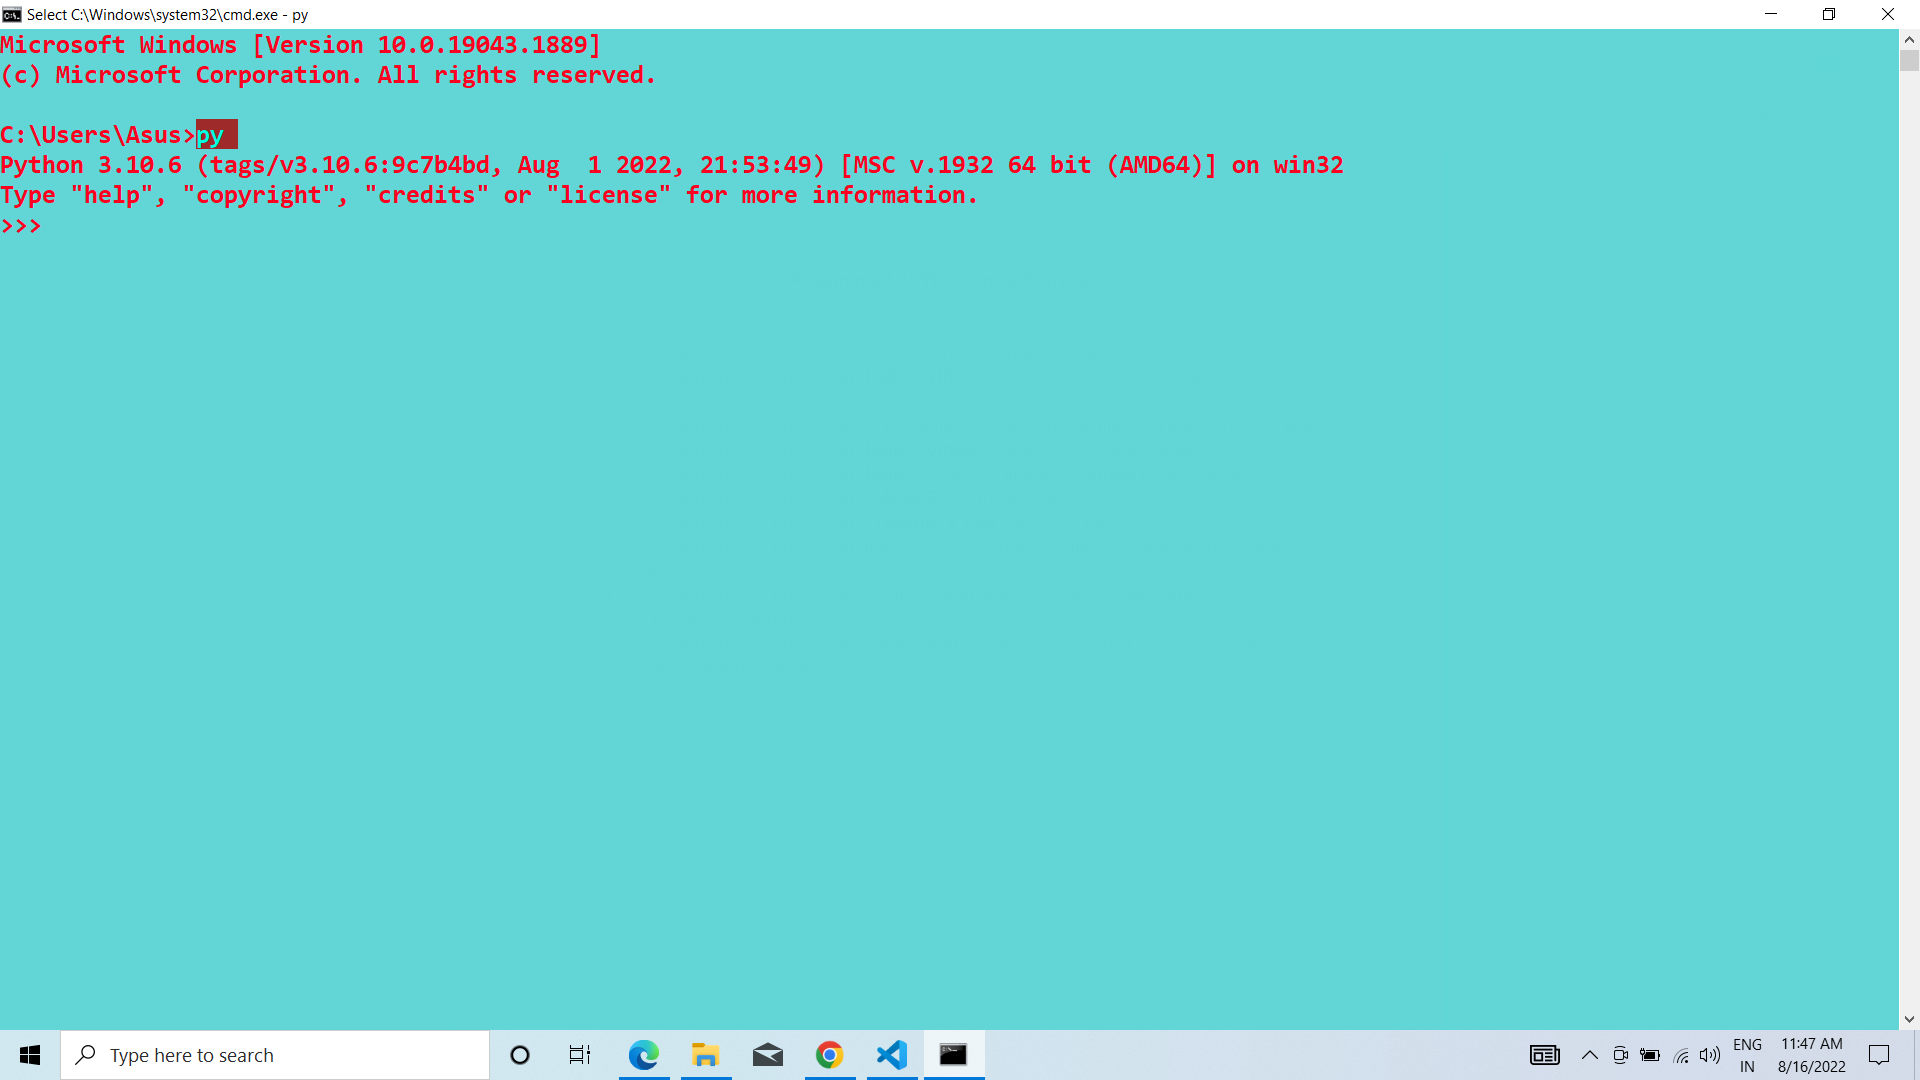 Select C:\Windows\system32\cmd.exe - py
Microsoft Windows [Version 10.0.19043.1889]
(c) Microsoft Corporation. All rights reserved.
C:\Users\Asus>py
Python 3.10.6 (tags/v3.10.6:9c7b4bd, Aug  1 2022, 21:53:49) [MSC v.1932 64 bit (AMD64)] on win32
Type "help", "copyright", "credits" or "license" for more information.
>>>
Type here to search
ENG
IN
11:47 AM
8/16/2022